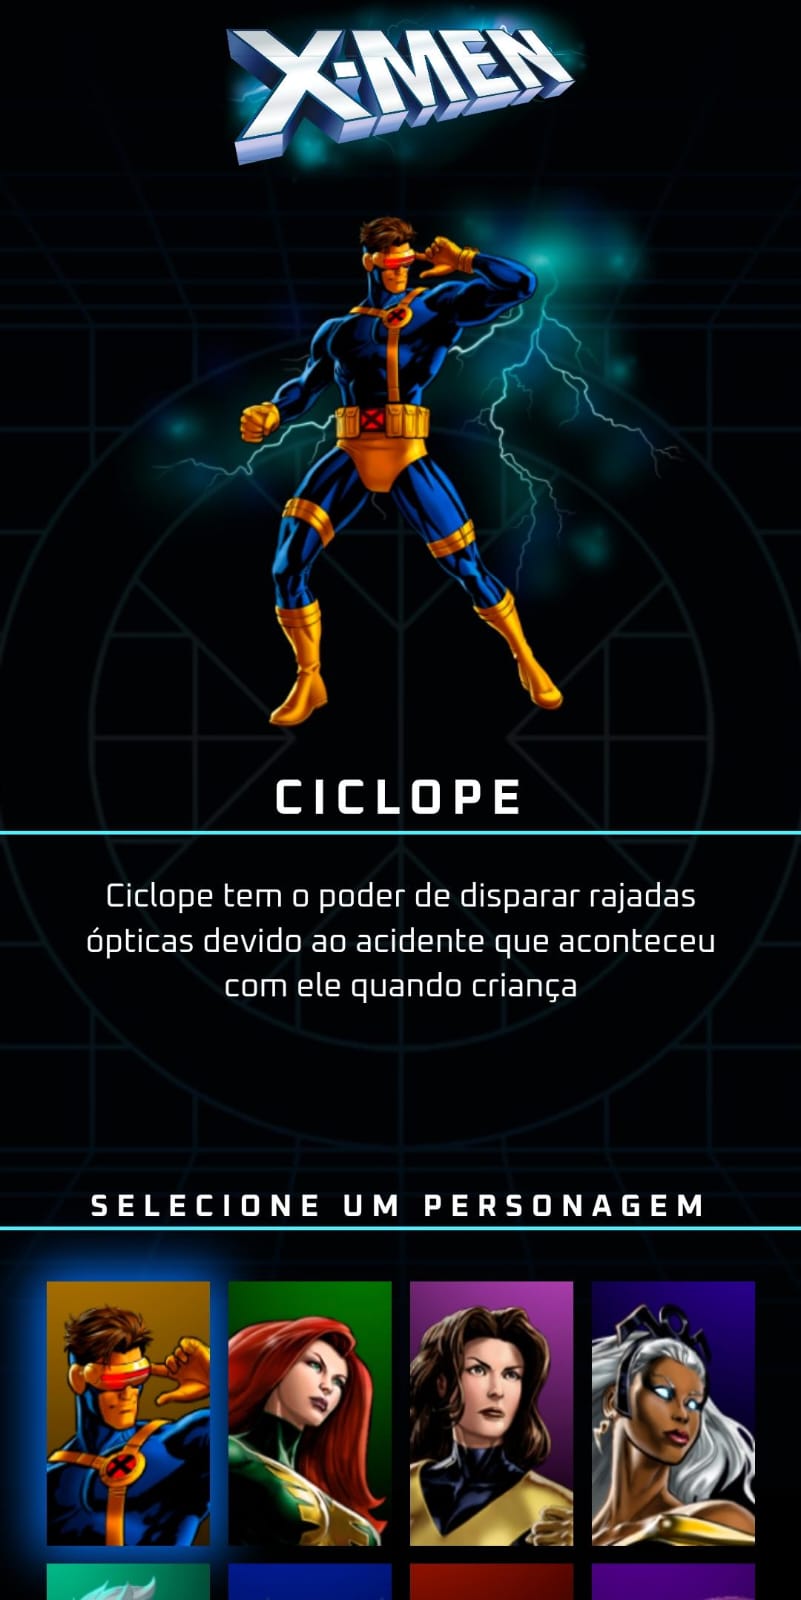 X-MEN
CICLOPE
Ciclope tem o poder de disparar rajadas
ópticas devido ao acidente que aconteceu
com ele quando criança
SELECIONE UM PERSONAGEM